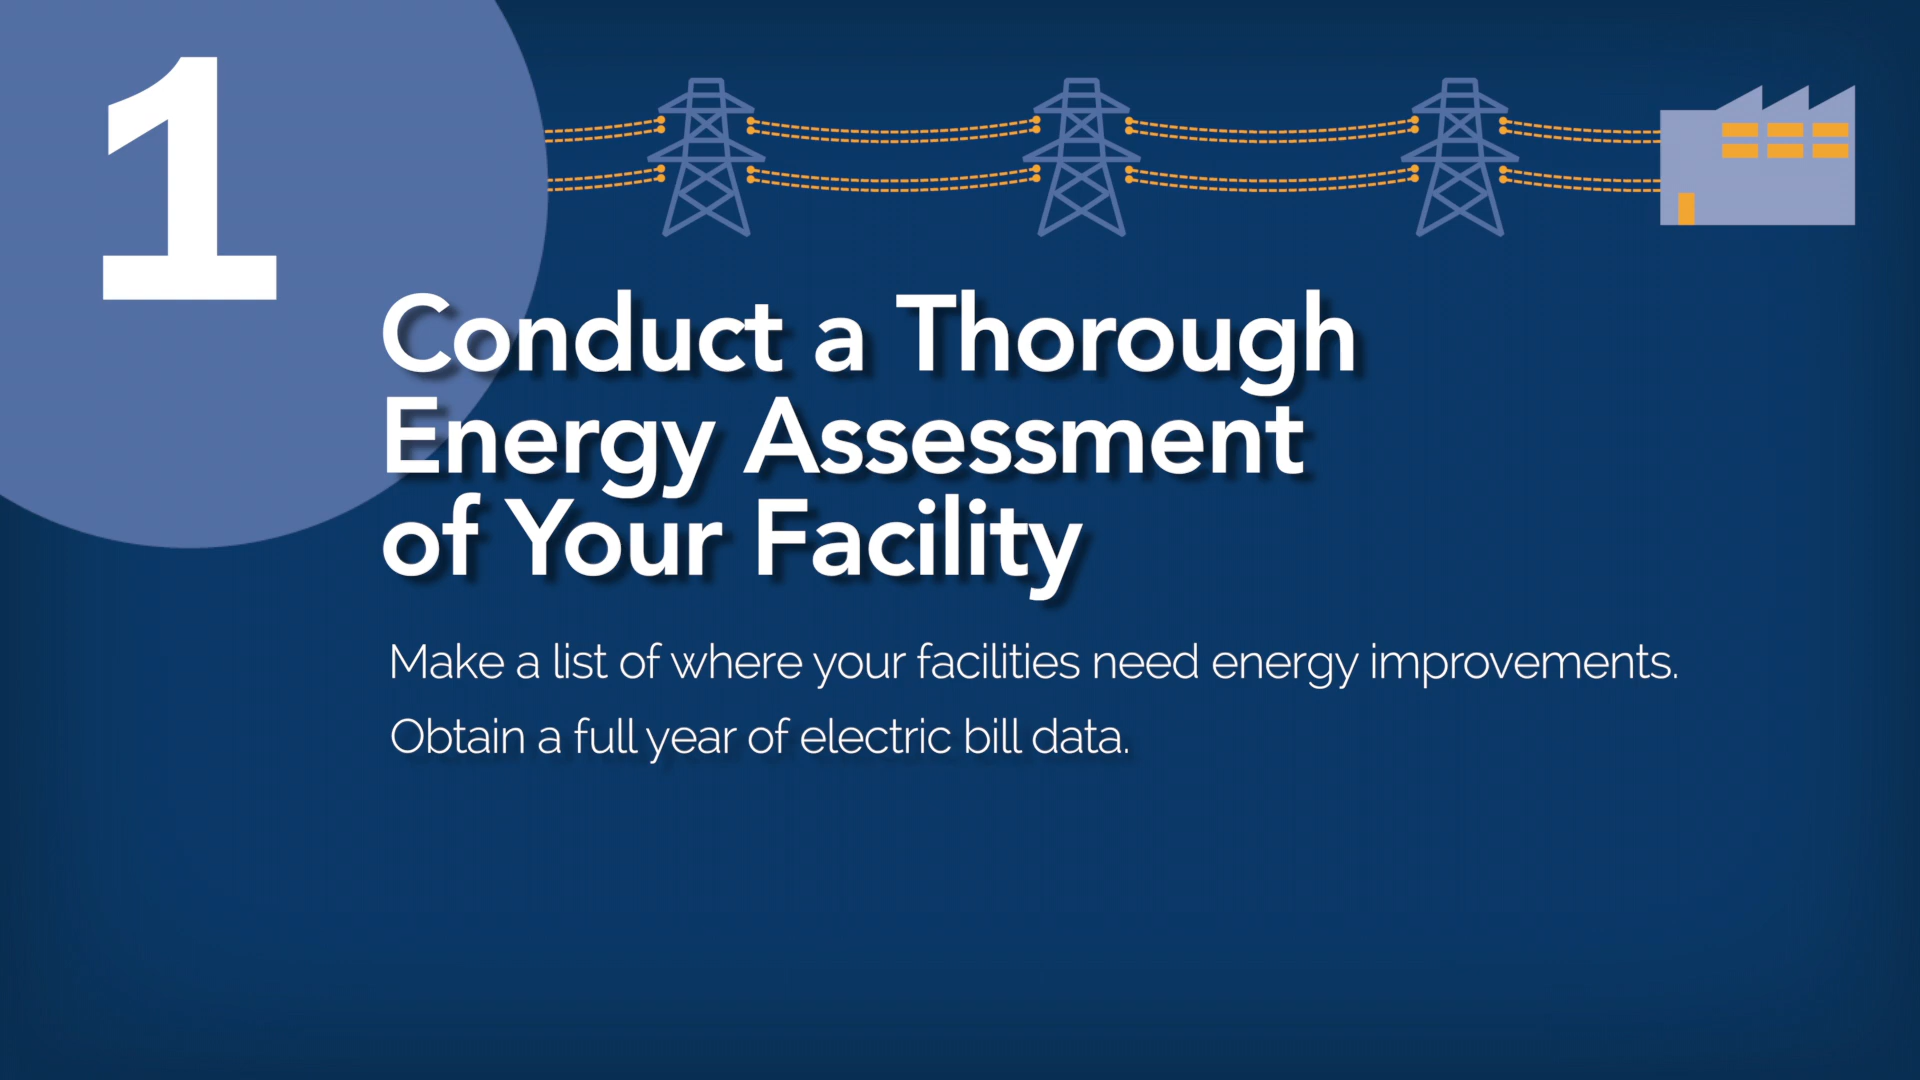 1
Conduct a Thorough
Energy Assessment
of Your Facility
Make a list of where your facilities need energy improvements.
Obtain a full year of electric bill data.